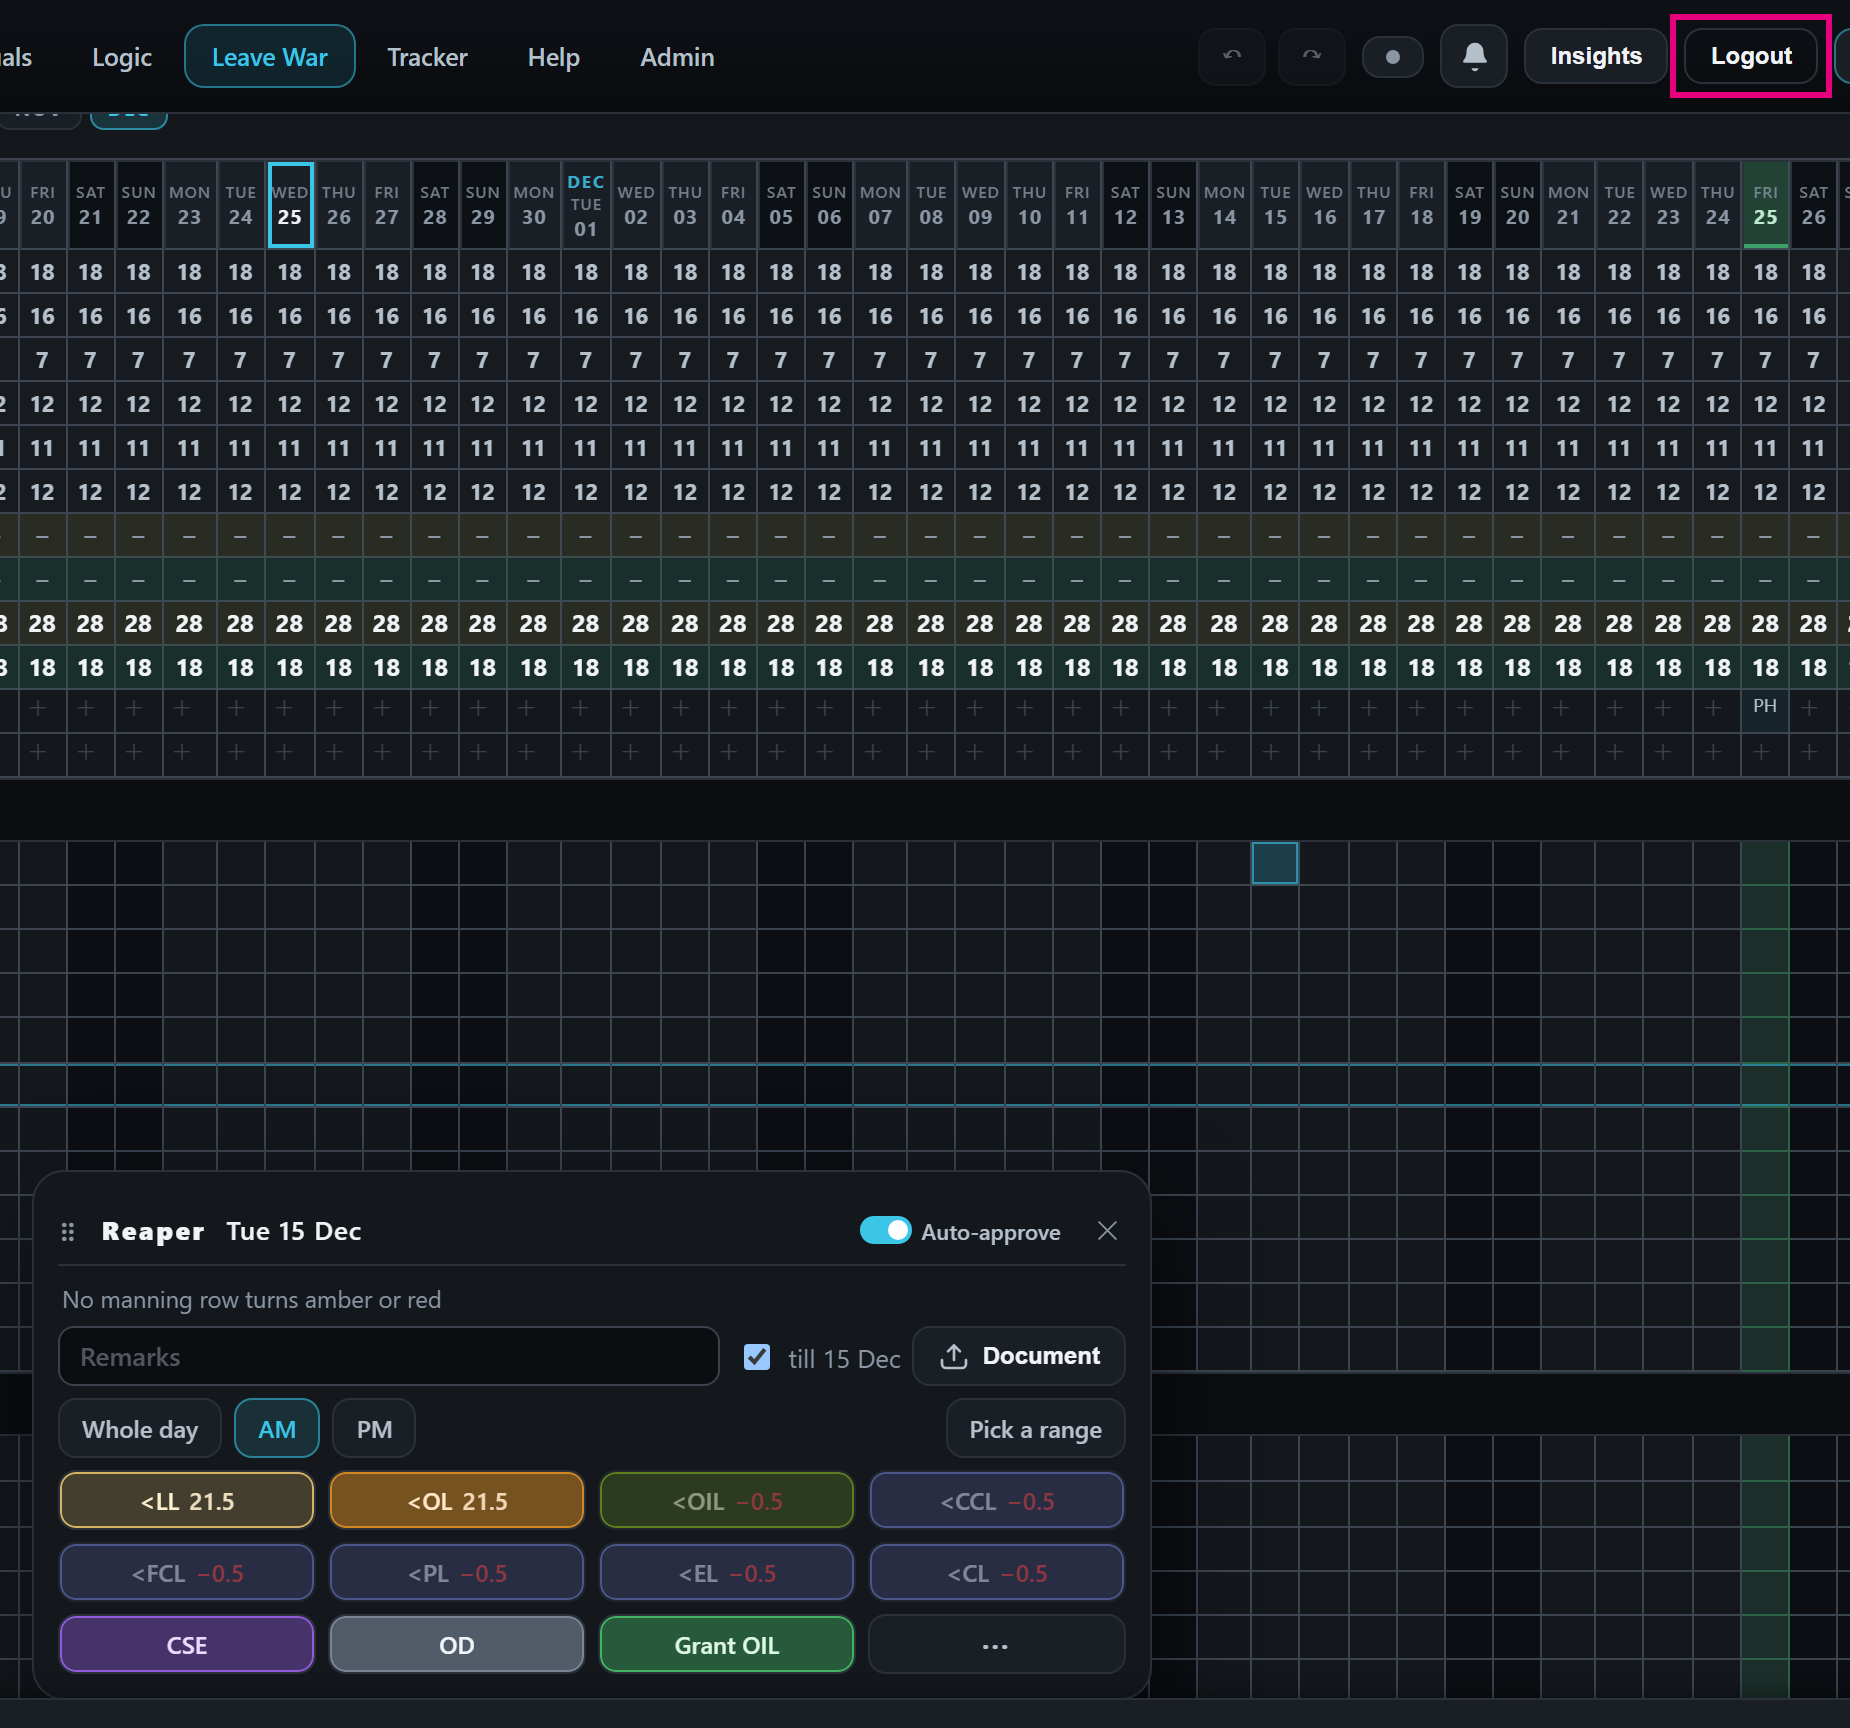 als Logic Leave War Tracker Help Admin Insights Logout
FRI SAT SUN MON TUE WED THU FRI SAT SUN MON DEC TUE WED THU FRI SAT SUN MON TUE WED THU FRI SAT SUN MON TUE WED THU FRI SAT SUN MON TUE WED THU FRI SAT
20 21 22 23 24 25 26 27 28 29 30 01 02 03 04 05 06 07 08 09 10 11 12 13 14 15 16 17 18 19 20 21 22 23 24 25 26
18 18 18 18 18 18 18 18 18 18 18 18 18 18 18 18 18 18 18 18 18 18 18 18 18 18 18 18 18 18 18 18 18 18 18 18 18
16 16 16 16 16 16 16 16 16 16 16 16 16 16 16 16 16 16 16 16 16 16 16 16 16 16 16 16 16 16 16 16 16 16 16 16 16
7 7 7 7 7 7 7 7 7 7 7 7 7 7 7 7 7 7 7 7 7 7 7 7 7 7 7 7 7 7 7 7 7 7 7 7 7
12 12 12 12 12 12 12 12 12 12 12 12 12 12 12 12 12 12 12 12 12 12 12 12 12 12 12 12 12 12 12 12 12 12 12 12 12
11 11 11 11 11 11 11 11 11 11 11 11 11 11 11 11 11 11 11 11 11 11 11 11 11 11 11 11 11 11 11 11 11 11 11 11 11
12 12 12 12 12 12 12 12 12 12 12 12 12 12 12 12 12 12 12 12 12 12 12 12 12 12 12 12 12 12 12 12 12 12 12 12 12
– – – – – – – – – – – – – – – – – – – – – – – – – – – – – – – – – – – – –
– – – – – – – – – – – – – – – – – – – – – – – – – – – – – – – – – – – – –
28 28 28 28 28 28 28 28 28 28 28 28 28 28 28 28 28 28 28 28 28 28 28 28 28 28 28 28 28 28 28 28 28 28 28 28 28
18 18 18 18 18 18 18 18 18 18 18 18 18 18 18 18 18 18 18 18 18 18 18 18 18 18 18 18 18 18 18 18 18 18 18 18 18
+ + + + + + + + + + + + + + + + + + + + + + + + + + + + + + + + + + + PH +
+ + + + + + + + + + + + + + + + + + + + + + + + + + + + + + + + + + + + +
Reaper Tue 15 Dec Auto-approve
No manning row turns amber or red
Remarks till 15 Dec Document
Whole day AM PM Pick a range
<LL 21.5 <OL 21.5 <OIL −0.5 <CCL −0.5
<FCL −0.5 <PL −0.5 <EL −0.5 <CL −0.5
CSE OD Grant OIL ...